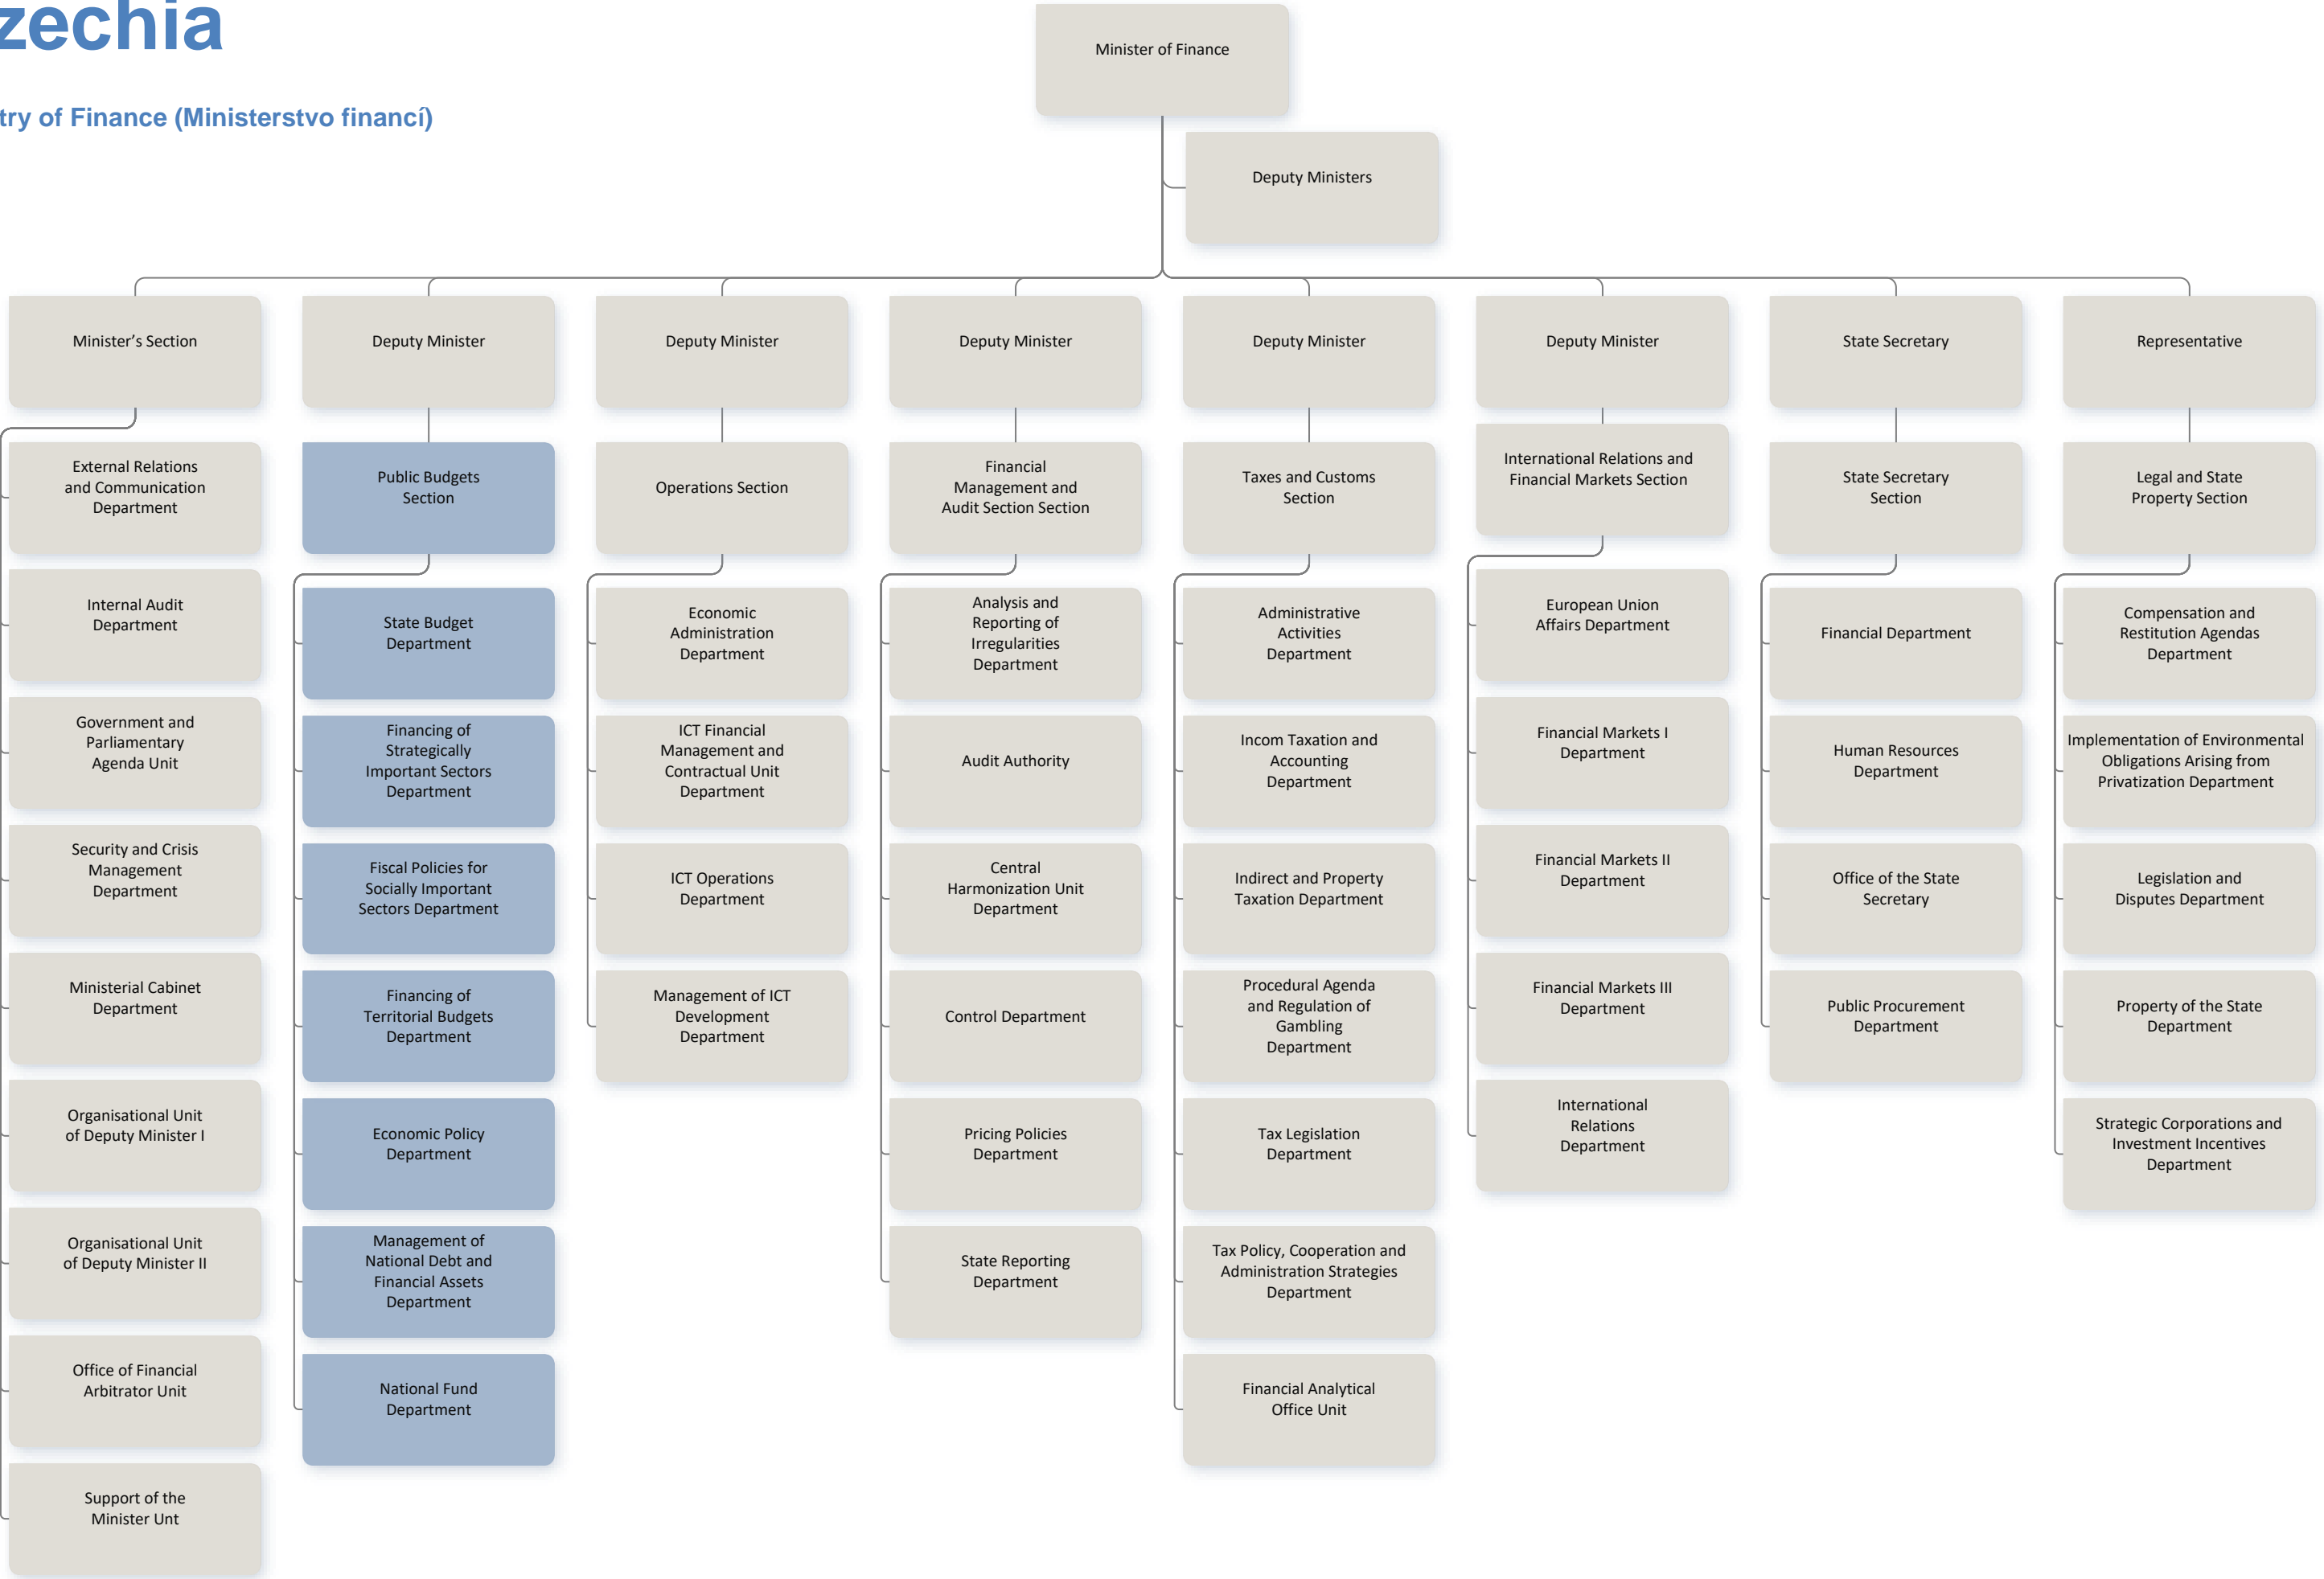 zechia
try of Finance (Ministerstvo financí)
Minister of Finance
Deputy Ministers
Minister’s Section
Deputy Minister
Deputy Minister
Deputy Minister
Deputy Minister
Deputy Minister
State Secretary
Representative
External Relations
and Communication
Department
Internal Audit
Department
Government and
Parliamentary
Agenda Unit
Security and Crisis
Management
Department
Ministerial Cabinet
Department
Organisational Unit
of Deputy Minister I
Organisational Unit
of Deputy Minister II
Office of Financial
Arbitrator Unit
Support of the
Minister Unt
Public Budgets
Section
State Budget
Department
Financing of
Strategically
Important Sectors
Department
Fiscal Policies for
Socially Important
Sectors Department
Financing of
Territorial Budgets
Department
Economic Policy
Department
Management of
National Debt and
Financial Assets
Department
National Fund
Department
Operations Section
Economic
Administration
Department
ICT Financial
Management and
Contractual Unit
Department
ICT Operations
Department
Management of ICT
Development
Department
Financial
Management and
Audit Section Section
Analysis and
Reporting of
Irregularities
Department
Audit Authority
Central
Harmonization Unit
Department
Control Department
Pricing Policies
Department
State Reporting
Department
Taxes and Customs
Section
Administrative
Activities
Department
Incom Taxation and
Accounting
Department
Indirect and Property
Taxation Department
Procedural Agenda
and Regulation of
Gambling
Department
Tax Legislation
Department
Tax Policy, Cooperation and
Administration Strategies
Department
Financial Analytical
Office Unit
International Relations and
Financial Markets Section
European Union
Affairs Department
Financial Markets I
Department
Financial Markets II
Department
Financial Markets III
Department
International
Relations
Department
State Secretary
Section
Financial Department
Human Resources
Department
Office of the State
Secretary
Public Procurement
Department
Legal and State
Property Section
Compensation and
Restitution Agendas
Department
Implementation of Environmental
Obligations Arising from
Privatization Department
Legislation and
Disputes Department
Property of the State
Department
Strategic Corporations and
Investment Incentives
Department